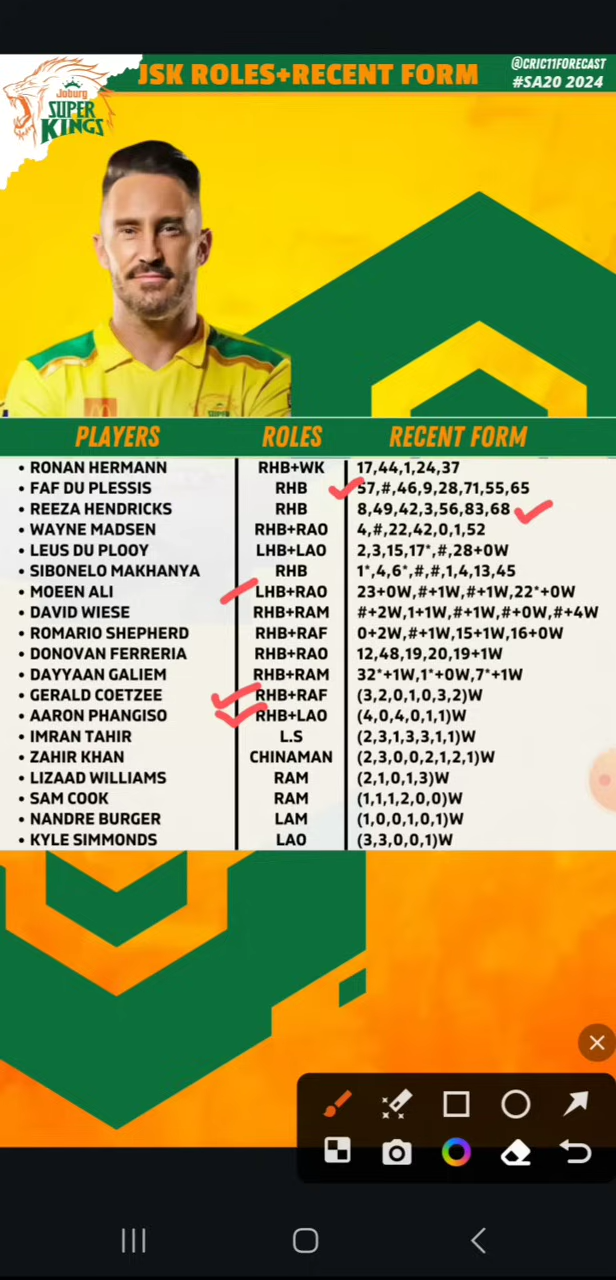 JSK ROLES+RECENT FORM
@CRIC11FORECAST
#SA20 2024
Joburg
SUPER
KINGS
PLAYERS ROLES RECENT FORM
• RONAN HERMANN RHB+WK 17,44,1,24,37
• FAF DU PLESSIS RHB 57,#,46,9,28,71,55,65
• REEZA HENDRICKS RHB 8,49,42,3,56,83,68
• WAYNE MADSEN RHB+RAO 4,#,22,42,0,1,52
• LEUS DU PLOOY LHB+LAO 2,3,15,17*,#,28+0W
• SIBONELO MAKHANYA RHB 1*,4,6*,#,#,1,4,13,45
• MOEEN ALI LHB+RAO 23+0W,#+1W,#+1W,22*+0W
• DAVID WIESE RHB+RAM #+2W,1+1W,#+1W,#+0W,#+4W
• ROMARIO SHEPHERD RHB+RAF 0+2W,#+1W,15+1W,16+0W
• DONOVAN FERRERIA RHB+RAO 12,48,19,20,19+1W
• DAYYAAN GALIEM RHB+RAM 32*+1W,1*+0W,7*+1W
• GERALD COETZEE RHB+RAF (3,2,0,1,0,3,2)W
• AARON PHANGISO RHB+LAO (4,0,4,0,1,1)W
• IMRAN TAHIR L.S (2,3,1,3,3,1,1)W
• ZAHIR KHAN CHINAMAN (2,3,0,0,2,1,2,1)W
• LIZAAD WILLIAMS RAM (2,1,0,1,3)W
• SAM COOK RAM (1,1,1,2,0,0)W
• NANDRE BURGER LAM (1,0,0,1,0,1)W
• KYLE SIMMONDS LAO (3,3,0,0,1)W